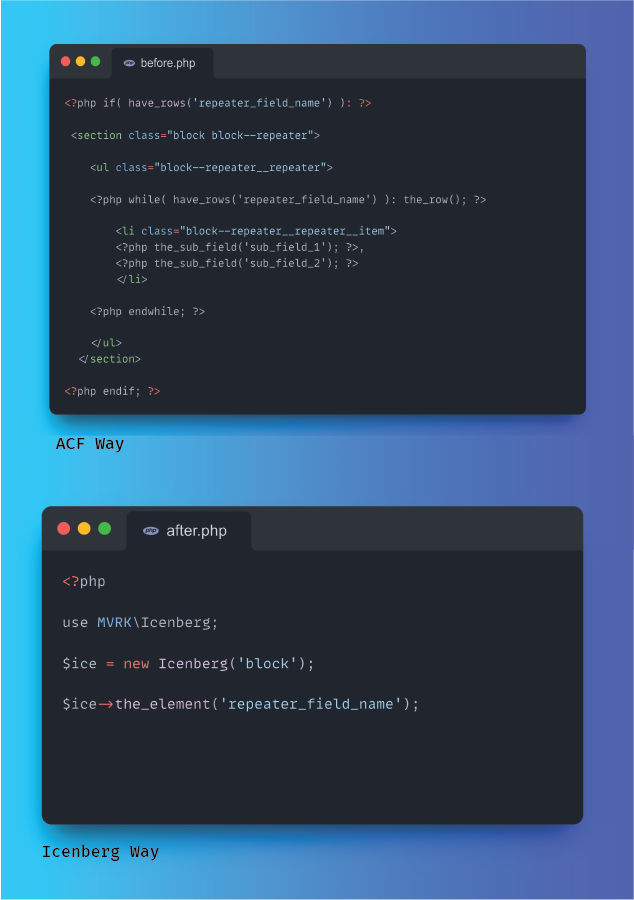 before.php
<?php if( have_rows('repeater_field_name') ): ?>
<section class="block block--repeater">
<ul class="block--repeater__repeater">
<?php while( have_rows('repeater_field_name') ): the_row(); ?>
<li class="block--repeater__repeater__item">
<?php the_sub_field('sub_field_1'); ?>,
<?php the_sub_field('sub_field_2'); ?>
</li>
<?php endwhile; ?>
</ul>
</section>
<?php endif; ?>
ACF Way
after.php
<?php
use MVRK\Icenberg;
$ice = new Icenberg('block');
$ice->the_element('repeater_field_name');
Icenberg Way